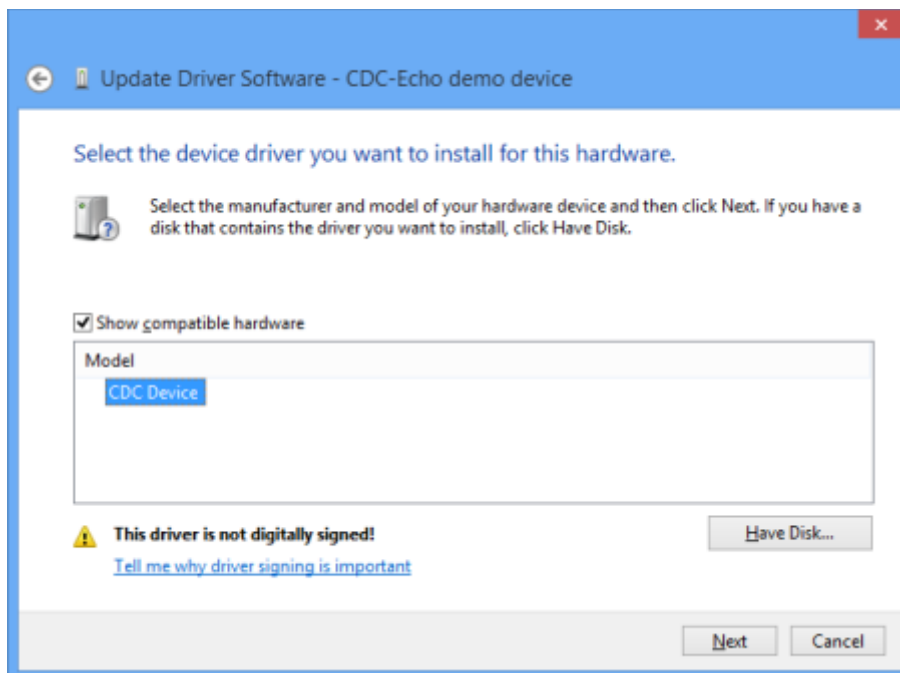 Update Driver Software - CDC-Echo demo device
Select the device driver you want to install for this hardware.
Select the manufacturer and model of your hardware device and then click Next. If you have a
disk that contains the driver you want to install, click Have Disk.
Show compatible hardware
Model
CDC Device
This driver is not digitally signed!
Have Disk...
Tell me why driver signing is important
Next
Cancel